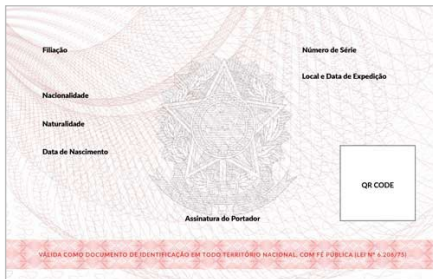 Filiação
Número de Série
Local e Data de Expedição
Nacionalidade
Naturalidade
Data de Nascimento
QR CODE
Assinatura do Portador
VÁLIDA COMO DOCUMENTO DE IDENTIFICAÇÃO EM TODO TERRITÓRIO NACIONAL, COM FÉ PÚBLICA (LEI Nº 6.206/75)